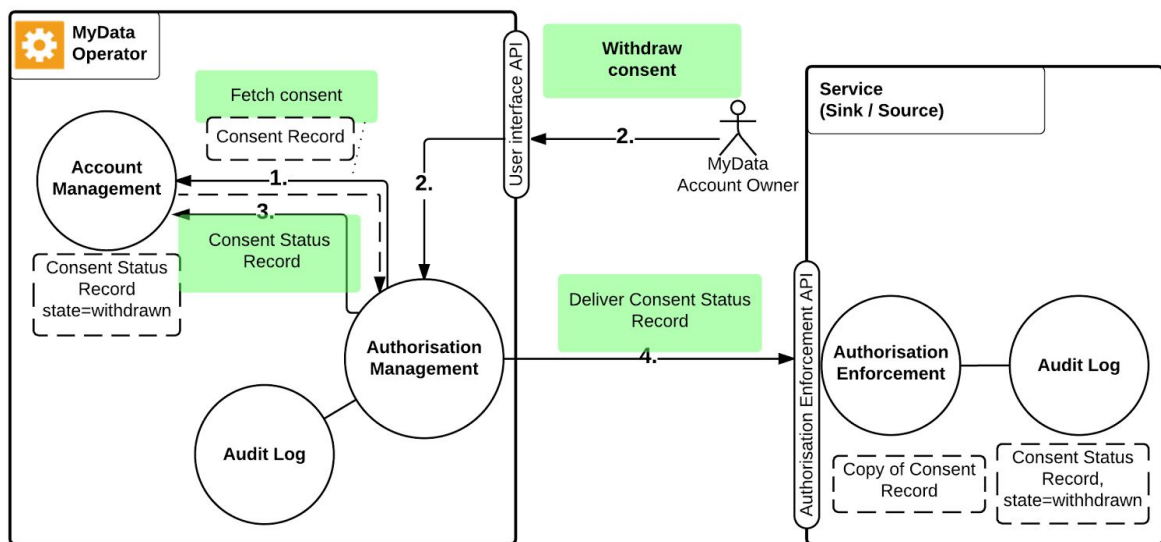 MyData
Operator
Fetch consent
Consent Record
Account
Management
1.
3.
2.
Consent Status
Record
Consent Status
Record
state=withdrawn
Authorisation
Management
Audit Log
User interface API
Withdraw
consent
2.
MyData
Account Owner
Deliver Consent Status
Record
4.
Service
(Sink / Source)
Authorisation Enforcement API
Authorisation
Enforcement
Audit Log
Copy of Consent
Record
Consent Status
Record,
state=withhdrawn